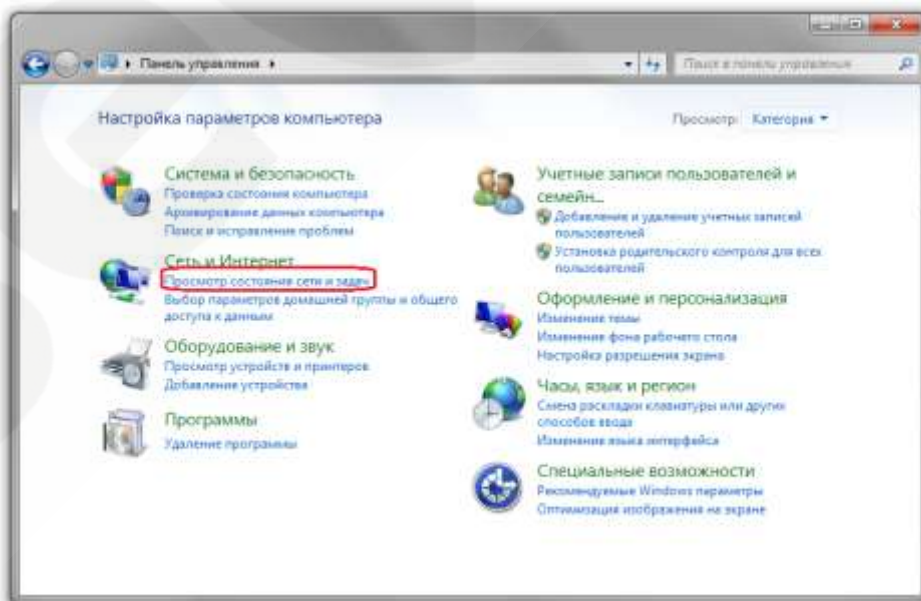 Панель управления
Поиск в панели управления
Настройка параметров компьютера
Просмотр: Категория
Система и безопасность
Проверка состояния компьютера
Архивирование данных компьютера
Поиск и исправление проблем
Сеть и Интернет
Просмотр состояния сети и задач
Выбор параметров домашней группы и общего
доступа к данным
Оборудование и звук
Просмотр устройств и принтеров
Добавление устройства
Программы
Удаление программы
Учетные записи пользователей и
семейн...
Добавление и удаление учетных записей
пользователей
Установка родительского контроля для всех
пользователей
Оформление и персонализация
Изменение темы
Изменение фона рабочего стола
Настройка разрешения экрана
Часы, язык и регион
Смена раскладки клавиатуры или других
способов ввода
Изменение языка интерфейса
Специальные возможности
Рекомендуемые Windows параметры
Оптимизация изображения на экране